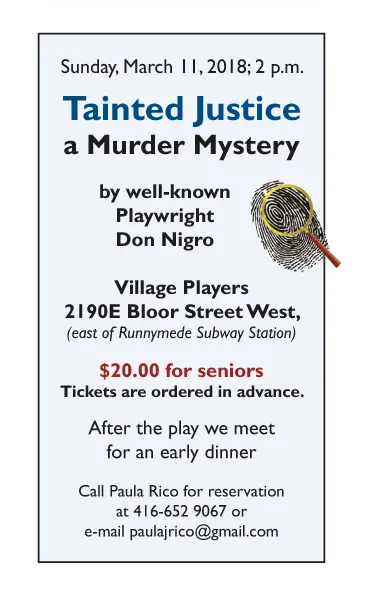 Sunday, March 11, 2018; 2 p.m.
Tainted Justice
a Murder Mystery
by well-known
Playwright
Don Nigro
Village Players
2190E Bloor Street West,
(east of Runnymede Subway Station)
$20.00 for seniors
Tickets are ordered in advance.
After the play we meet
for an early dinner
Call Paula Rico for reservation
at 416-652 9067 or
e-mail paulajrico@gmail.com